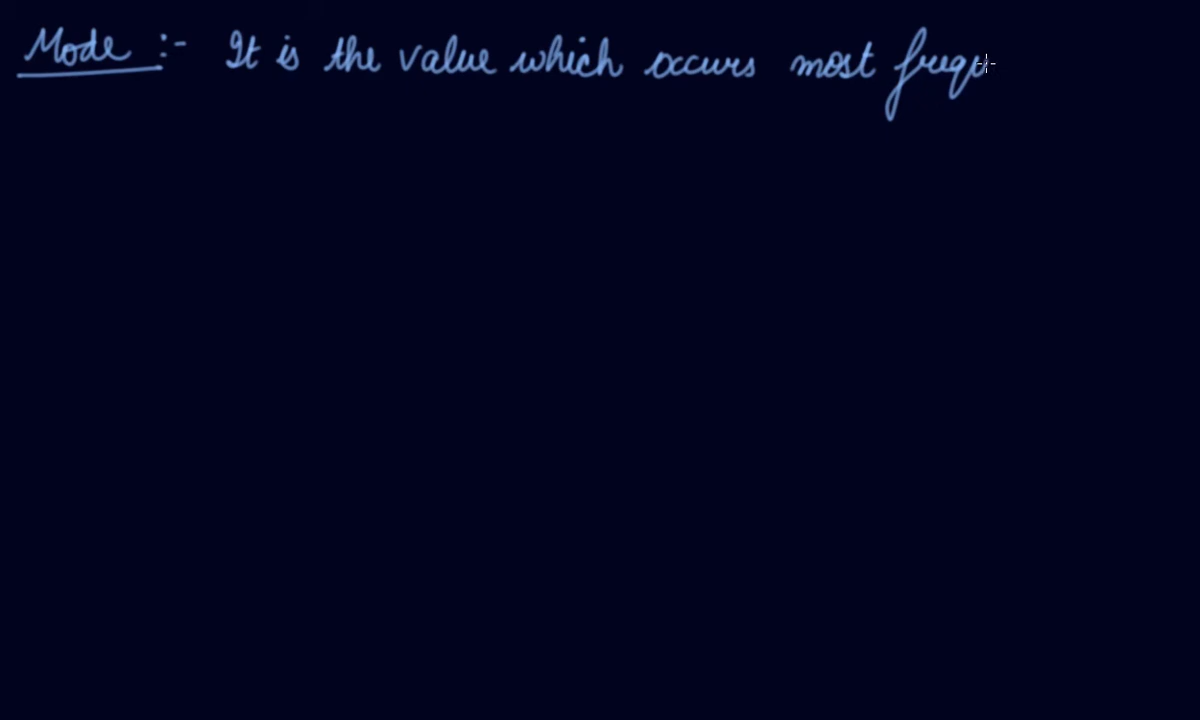 Mode :- It is the value which occurs most frequ